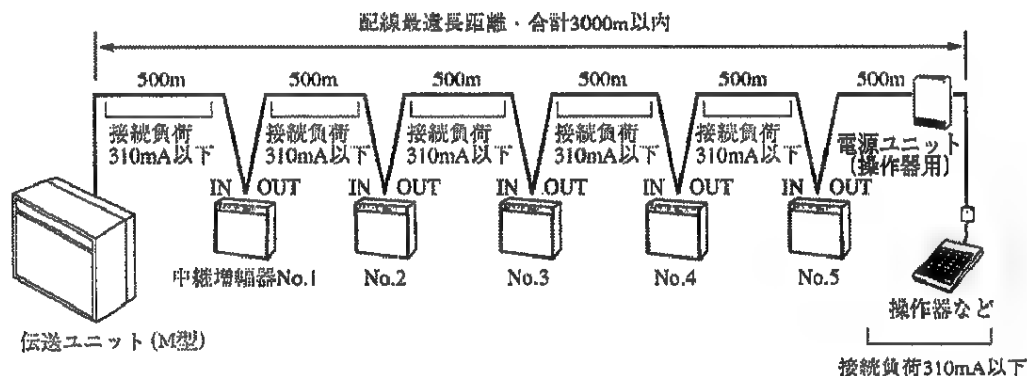 配線最遠長距離・合計3000m以内
500m 500m 500m 500m 500m 500m
接続負荷 接続負荷 接続負荷 接続負荷 接続負荷
310mA以下 310mA以下 310mA以下 310mA以下 310mA以下
電源ユニット
(操作器用)
IN OUT IN OUT IN OUT IN OUT IN OUT
中継増幅器No.1 No.2 No.3 No.4 No.5
操作器など
伝送ユニット(M型)
接続負荷310mA以下